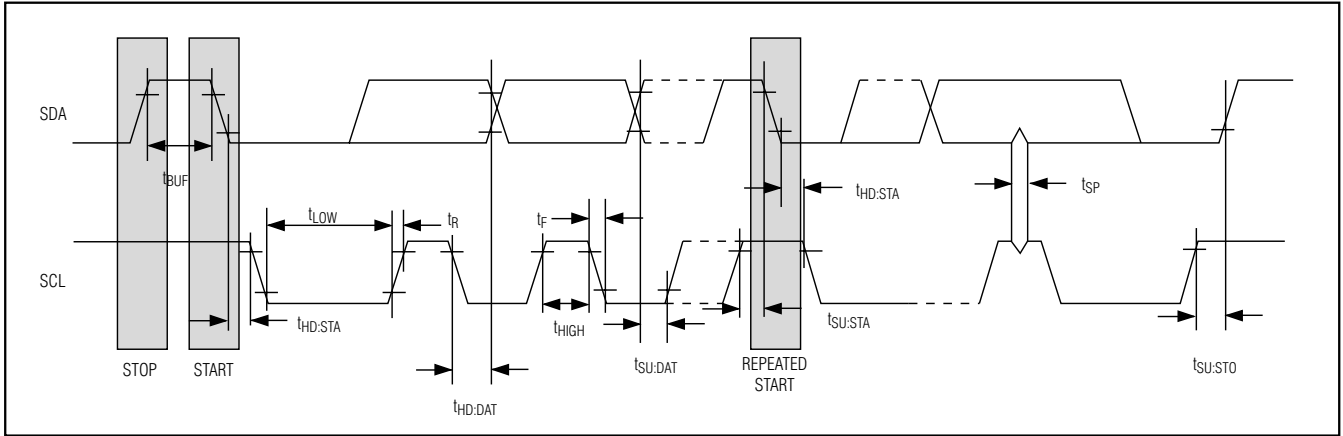 SDA
tBUF
tLOW
tR
tF
tHD:STA
tSP
SCL
tHD:STA
tHIGH
tSU:DAT
tSU:STA
tSU:STO
STOP
START
REPEATED
START
tHD:DAT